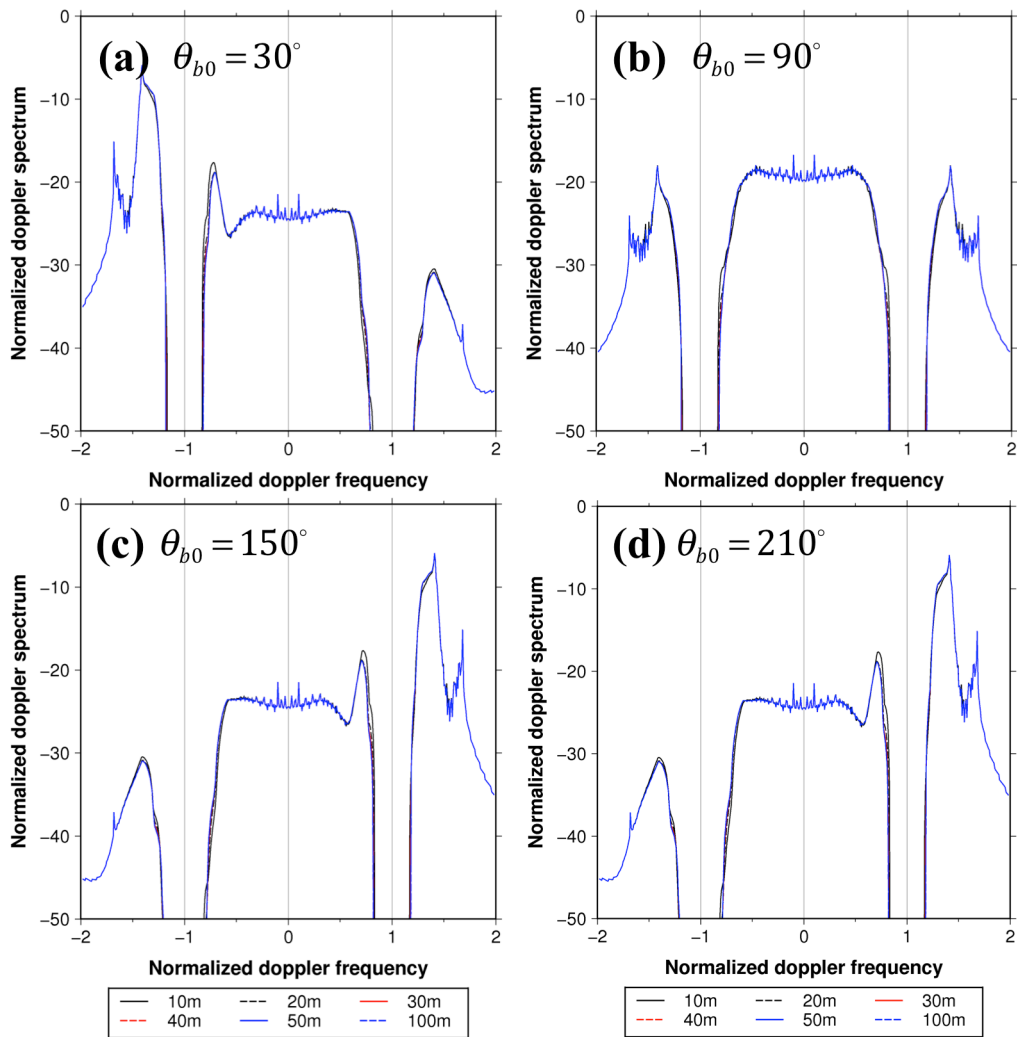 (a) θb0 = 30°
0
−10
−20
−30
−40
−50
Normalized doppler spectrum
−2 −1 0 1 2
Normalized doppler frequency
(b) θb0 = 90°
0
−10
−20
−30
−40
−50
Normalized doppler spectrum
−2 −1 0 1 2
Normalized doppler frequency
(c) θb0 = 150°
0
−10
−20
−30
−40
−50
Normalized doppler spectrum
−2 −1 0 1 2
Normalized doppler frequency
10m 20m 30m
40m 50m 100m
(d) θb0 = 210°
0
−10
−20
−30
−40
−50
Normalized doppler spectrum
−2 −1 0 1 2
Normalized doppler frequency
10m 20m 30m
40m 50m 100m